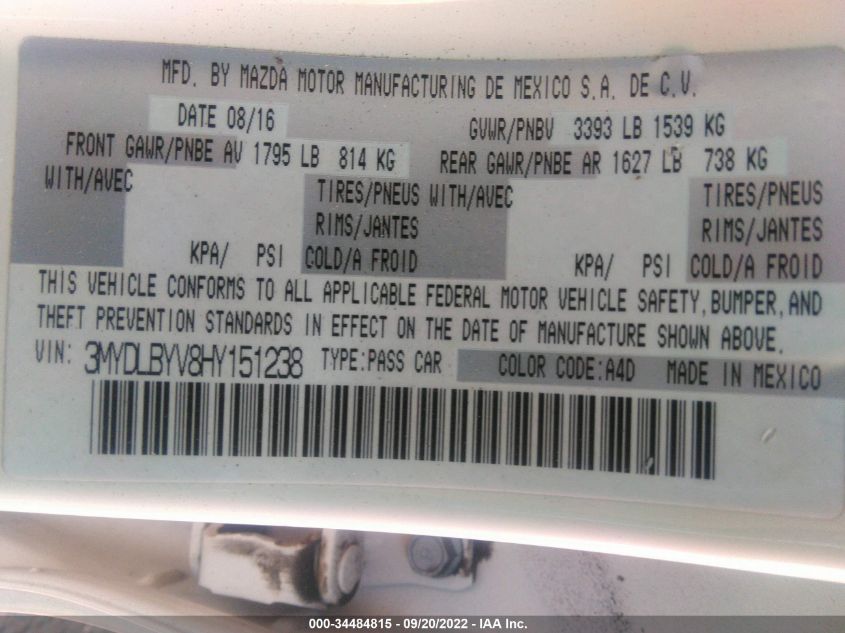 MFD. BY MAZDA MOTOR MANUFACTURING DE MEXICO S.A. DE C.V.
DATE 08/16 GVWR/PNBV 3393 LB 1539 KG
FRONT GAWR/PNBE AV 1795 LB 814 KG REAR GAWR/PNBE AR 1627 LB 738 KG
WITH/AVEC TIRES/PNEUS WITH/AVEC TIRES/PNEUS
RIMS/JANTES RIMS/JANTES
KPA/ PSI COLD/A FROID KPA/ PSI COLD/A FROID
THIS VEHICLE CONFORMS TO ALL APPLICABLE FEDERAL MOTOR VEHICLE SAFETY, BUMPER, AND
THEFT PREVENTION STANDARDS IN EFFECT ON THE DATE OF MANUFACTURE SHOWN ABOVE.
VIN: 3MYDLBYV8HY151238 TYPE:PASS CAR COLOR CODE:A4D MADE IN MEXICO
000-34484815 - 09/20/2022 - IAA Inc.